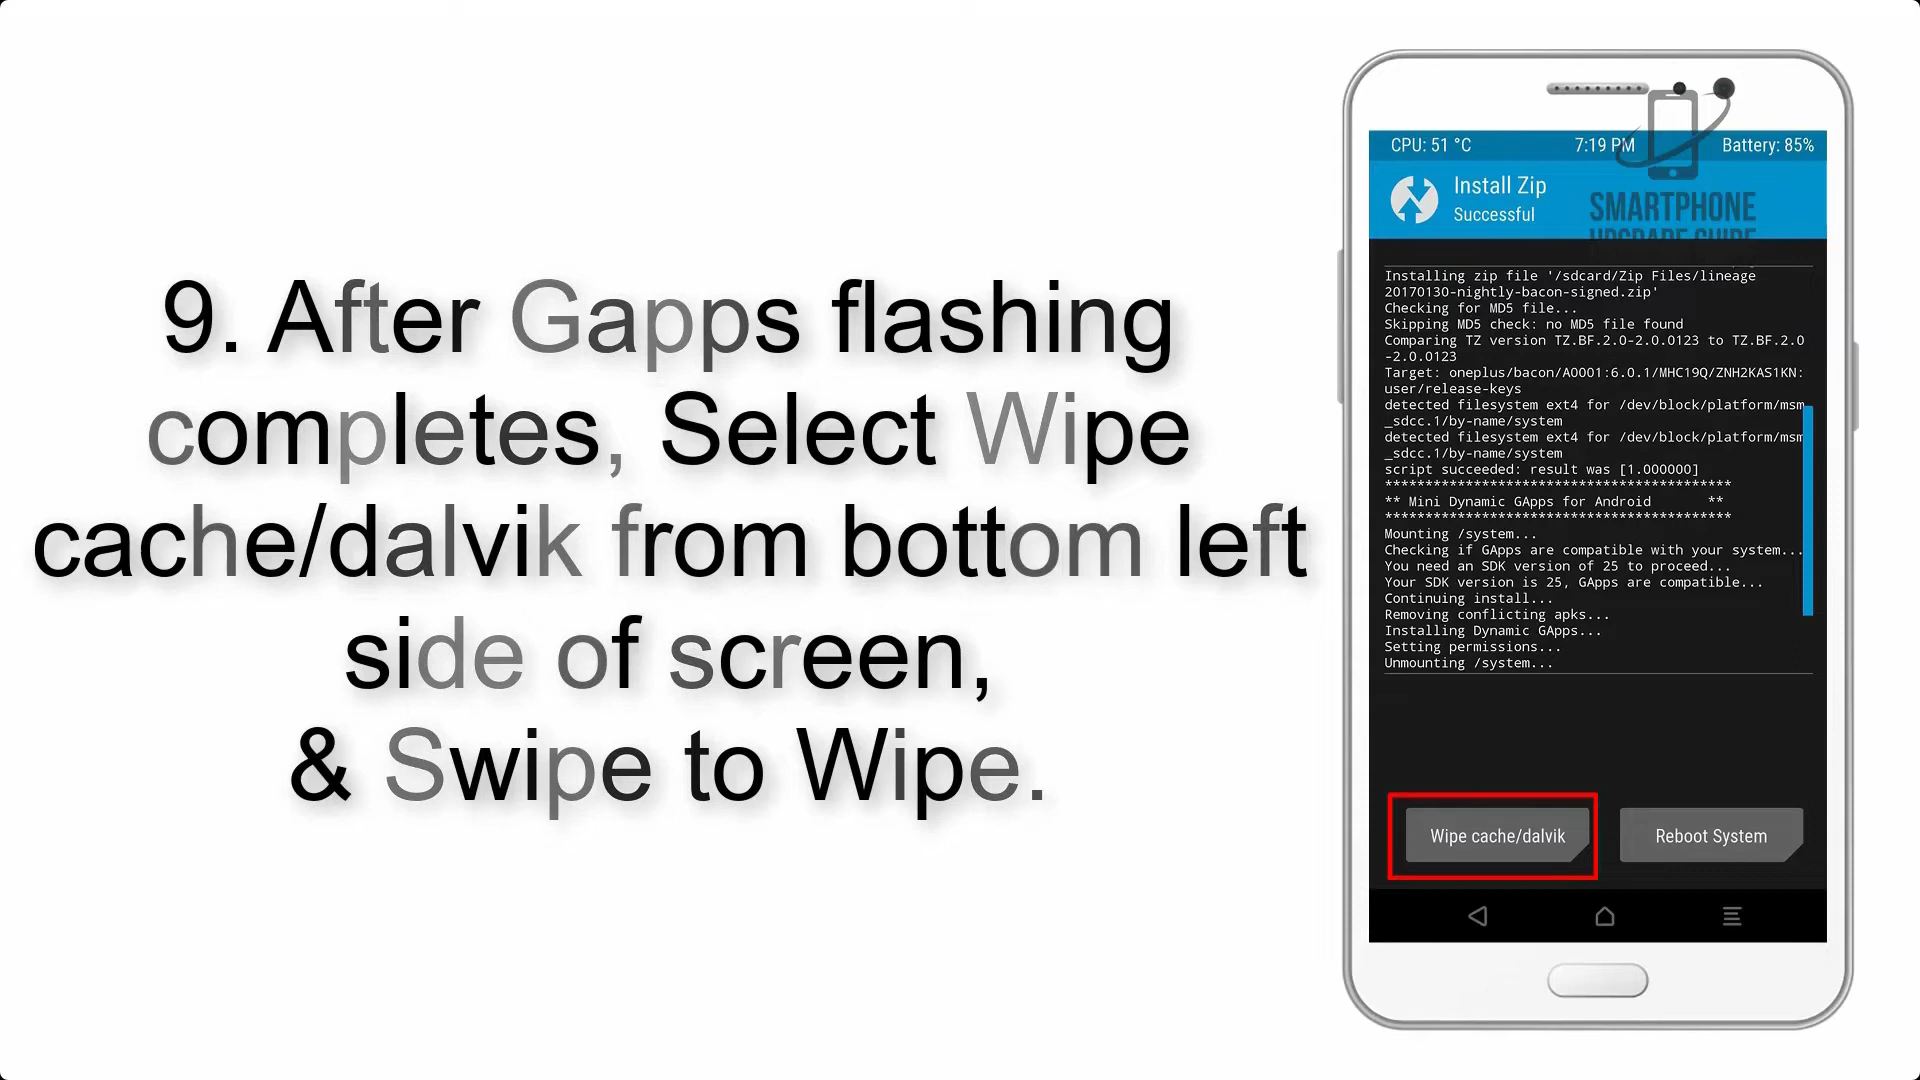 9. After Gapps flashing
completes, Select Wipe
cache/dalvik from bottom left
side of screen,
& Swipe to Wipe.
CPU: 51 °C 7:19 PM Battery: 85%
Install Zip
Successful
SMARTPHONE
UPGRADE GUIDE
Installing zip file '/sdcard/Zip Files/lineage
20170130-nightly-bacon-signed.zip'
Checking for MD5 file...
Skipping MD5 check: no MD5 file found
Comparing TZ version TZ.BF.2.0-2.0.0123 to TZ.BF.2.0
-2.0.0123
Target: oneplus/bacon/A0001:6.0.1/MHC19Q/ZNH2KAS1KN:
user/release-keys
detected filesystem ext4 for /dev/block/platform/msm
_sdcc.1/by-name/system
detected filesystem ext4 for /dev/block/platform/msm
_sdcc.1/by-name/system
script succeeded: result was [1.000000]
*******************************************
** Mini Dynamic GApps for Android **
*******************************************
Mounting /system...
Checking if GApps are compatible with your system...
You need an SDK version of 25 to proceed...
Your SDK version is 25, GApps are compatible...
Continuing install...
Removing conflicting apks...
Installing Dynamic GApps...
Setting permissions...
Unmounting /system...
Wipe cache/dalvik Reboot System